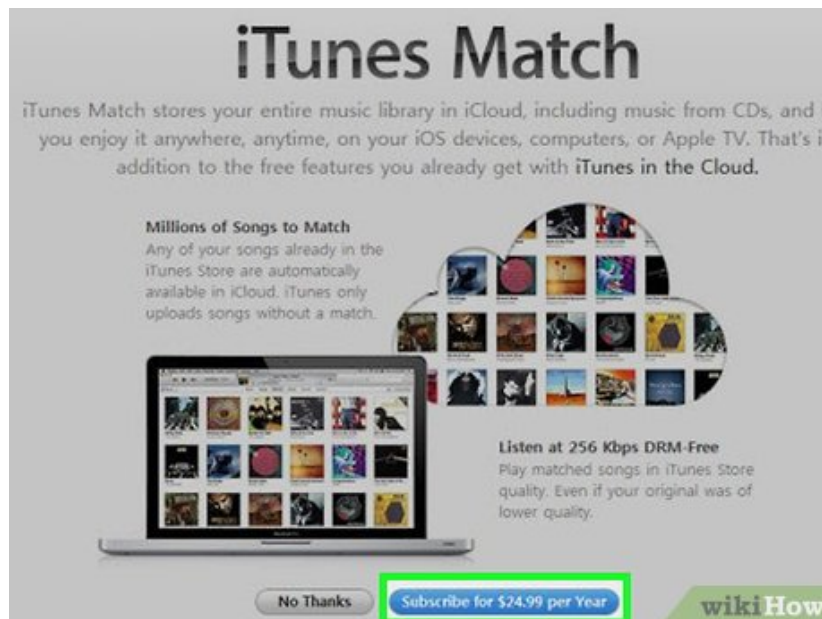 iTunes Match
iTunes Match stores your entire music library in iCloud, including music from CDs, and
you enjoy it anywhere, anytime, on your iOS devices, computers, or Apple TV. That's i
addition to the free features you already get with iTunes in the Cloud.
Millions of Songs to Match
Any of your songs already in the
iTunes Store are automatically
available in iCloud. iTunes only
uploads songs without a match.
Listen at 256 Kbps DRM-Free
Play matched songs in iTunes Store
quality. Even if your original was of
lower quality.
No Thanks
Subscribe for $24.99 per Year
wikiHow